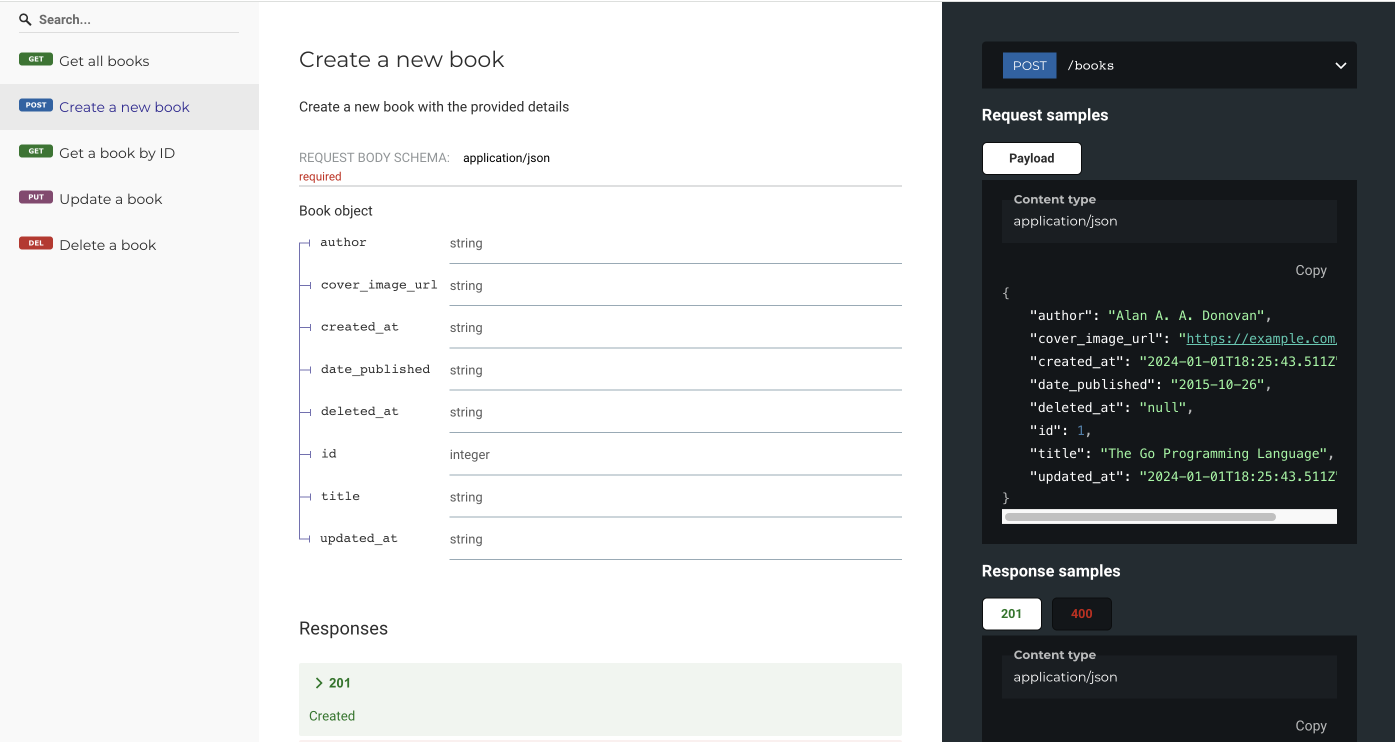 Search...
GET Get all books
POST Create a new book
GET Get a book by ID
PUT Update a book
DEL Delete a book
Create a new book
Create a new book with the provided details
REQUEST BODY SCHEMA: application/json
required
Book object
author string
cover_image_url string
created_at string
date_published string
deleted_at string
id integer
title string
updated_at string
Responses
201
Created
POST /books
Request samples
Payload
Content type
application/json
Copy
{
"author": "Alan A. A. Donovan",
"cover_image_url": "https://example.com
"created_at": "2024-01-01T18:25:43.511Z"
"date_published": "2015-10-26",
"deleted_at": "null",
"id": 1,
"title": "The Go Programming Language",
"updated_at": "2024-01-01T18:25:43.511Z"
}
Response samples
201 400
Content type
application/json
Copy